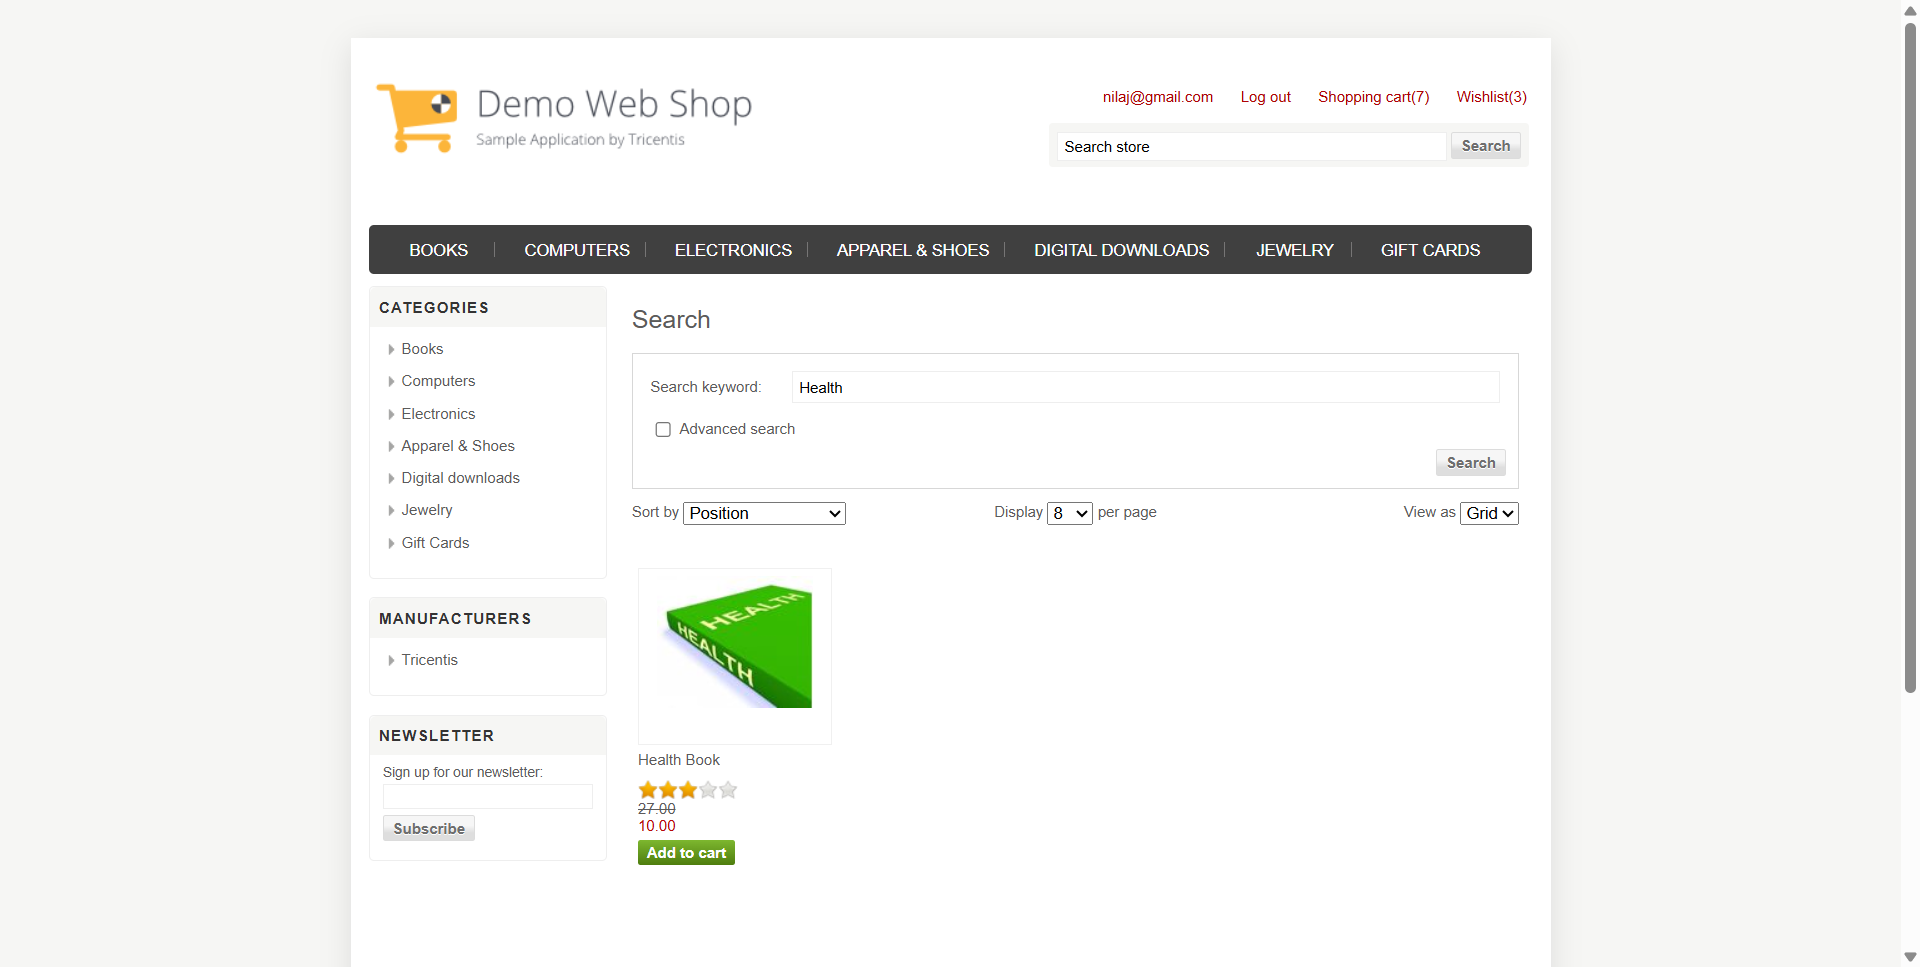 Demo Web Shop
Sample Application by Tricentis
nilaj@gmail.com Log out Shopping cart(7) Wishlist(3)
Search store Search
BOOKS COMPUTERS ELECTRONICS APPAREL & SHOES DIGITAL DOWNLOADS JEWELRY GIFT CARDS
CATEGORIES
Books
Computers
Electronics
Apparel & Shoes
Digital downloads
Jewelry
Gift Cards
MANUFACTURERS
Tricentis
NEWSLETTER
Sign up for our newsletter:
Subscribe
Search
Search keyword: Health
Advanced search
Search
Sort by Position Display 8 per page View as Grid
HEALTH
HEALTH
Health Book
27.00
10.00
Add to cart